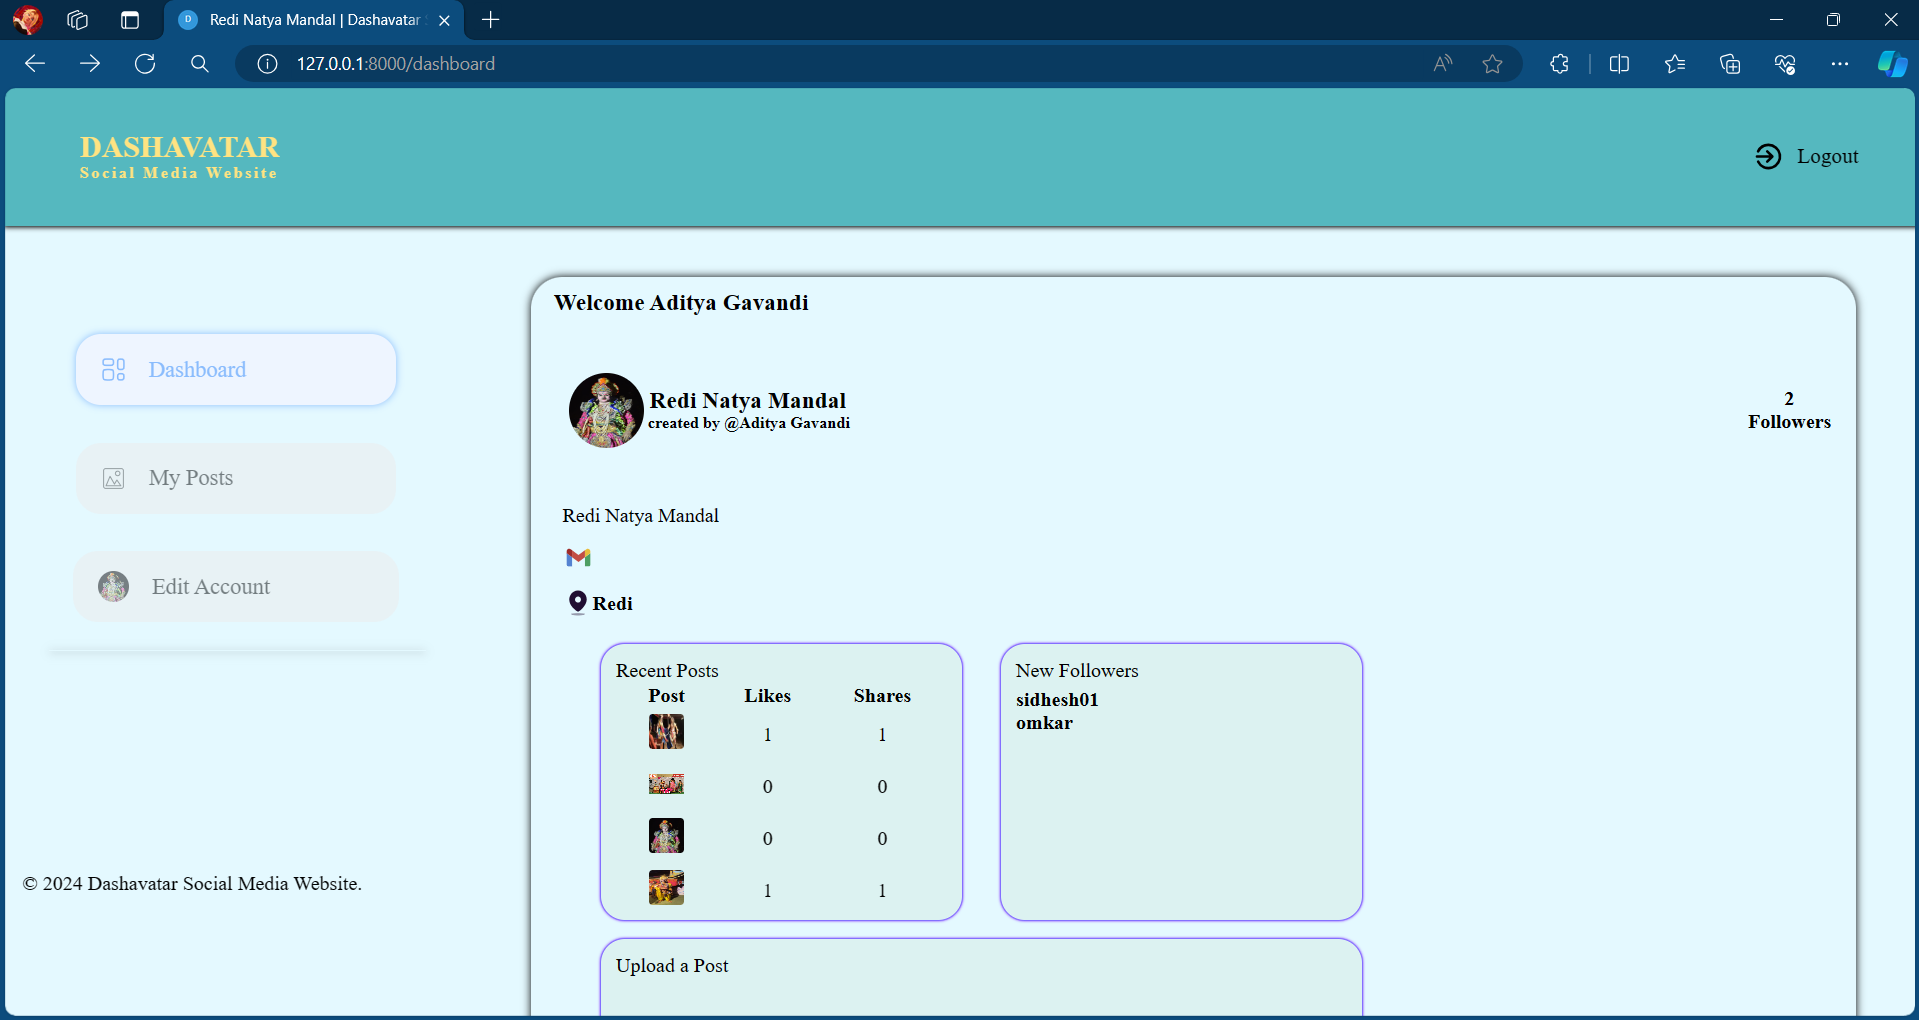 Redi Natya Mandal | Dashavatar
127.0.0.1:8000/dashboard
DASHAVATAR
Social Media Website
Logout
Dashboard
My Posts
Edit Account
© 2024 Dashavatar Social Media Website.
Welcome Aditya Gavandi
Redi Natya Mandal
created by @Aditya Gavandi
2
Followers
Redi Natya Mandal
Redi
Recent Posts
Post Likes Shares
1 1
0 0
0 0
1 1
New Followers
sidhesh01
omkar
Upload a Post